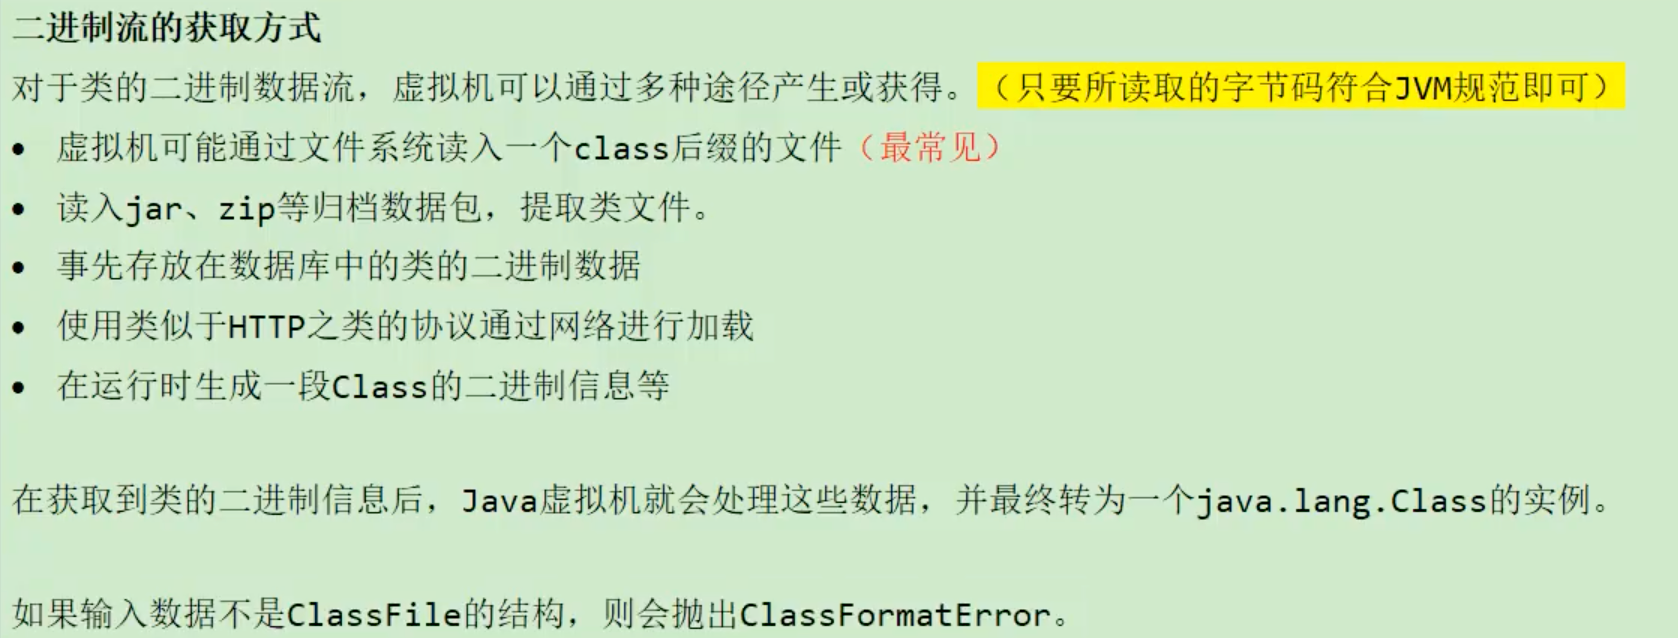 二进制流的获取方式
对于类的二进制数据流，虚拟机可以通过多种途径产生或获得。（只要所读取的字节码符合JVM规范即可）
• 虚拟机可能通过文件系统读入一个class后缀的文件（最常见）
• 读入jar、zip等归档数据包，提取类文件。
• 事先存放在数据库中的类的二进制数据
• 使用类似于HTTP之类的协议通过网络进行加载
• 在运行时生成一段Class的二进制信息等
在获取到类的二进制信息后，Java虚拟机就会处理这些数据，并最终转为一个java.lang.Class的实例。
如果输入数据不是ClassFile的结构，则会抛出ClassFormatError。